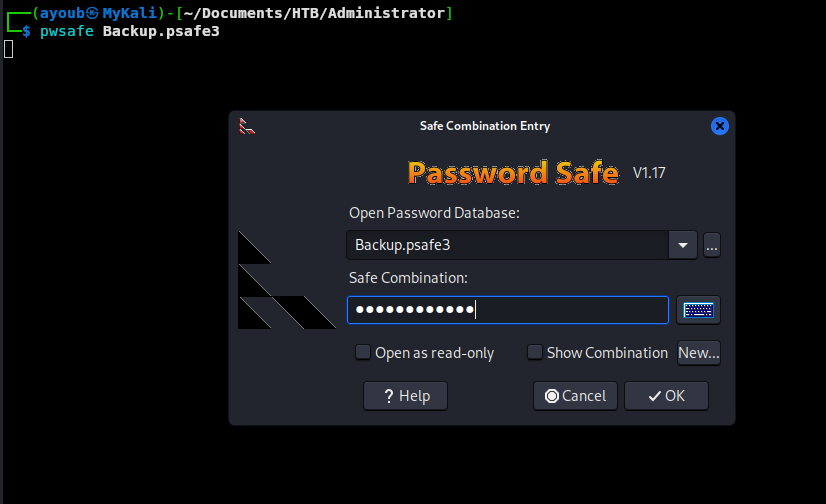 ┌──(ayoub㉿MyKali)-[~/Documents/HTB/Administrator]
└─$ pwsafe Backup.psafe3
Safe Combination Entry
Password Safe V1.17
Open Password Database:
Backup.psafe3 ...
Safe Combination:
●●●●●●●●●●●●
Open as read-only Show Combination New...
? Help Cancel OK